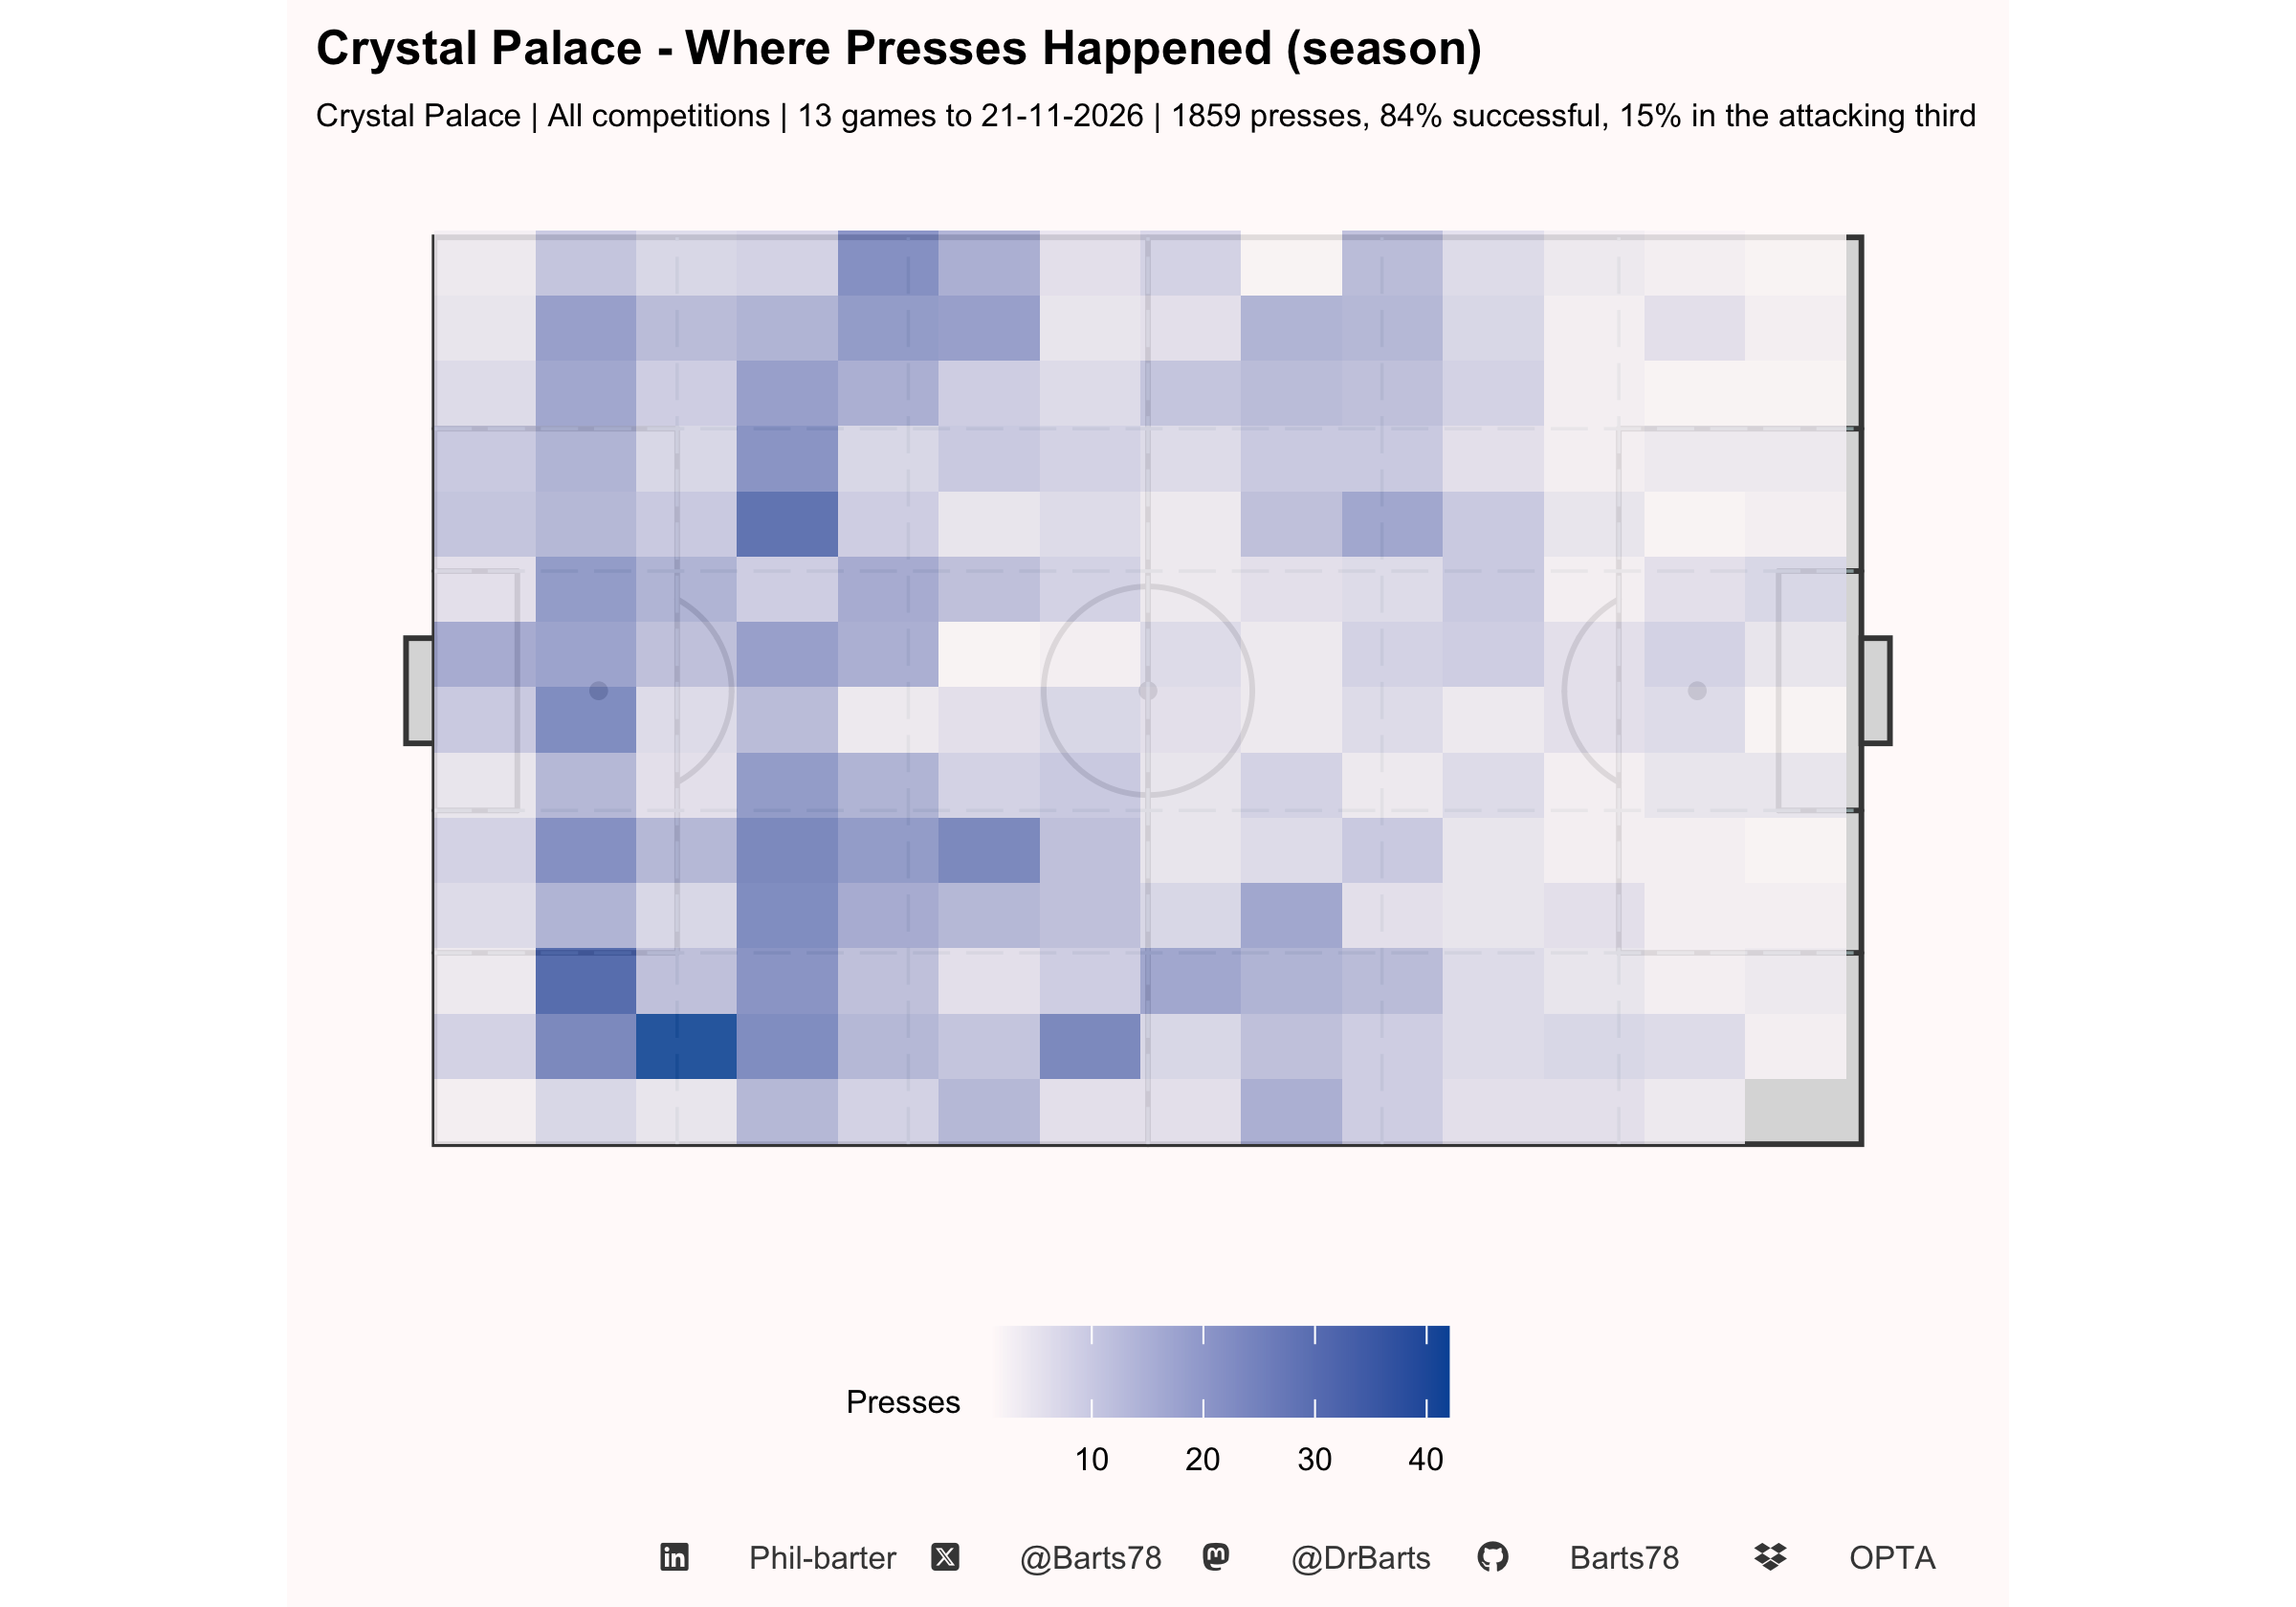 Crystal Palace - Where Presses Happened (season)
Crystal Palace | All competitions | 13 games to 21-11-2026 | 1859 presses, 84% successful, 15% in the attacking third
Presses
10 20 30 40
Phil-barter @Barts78 @DrBarts Barts78 OPTA